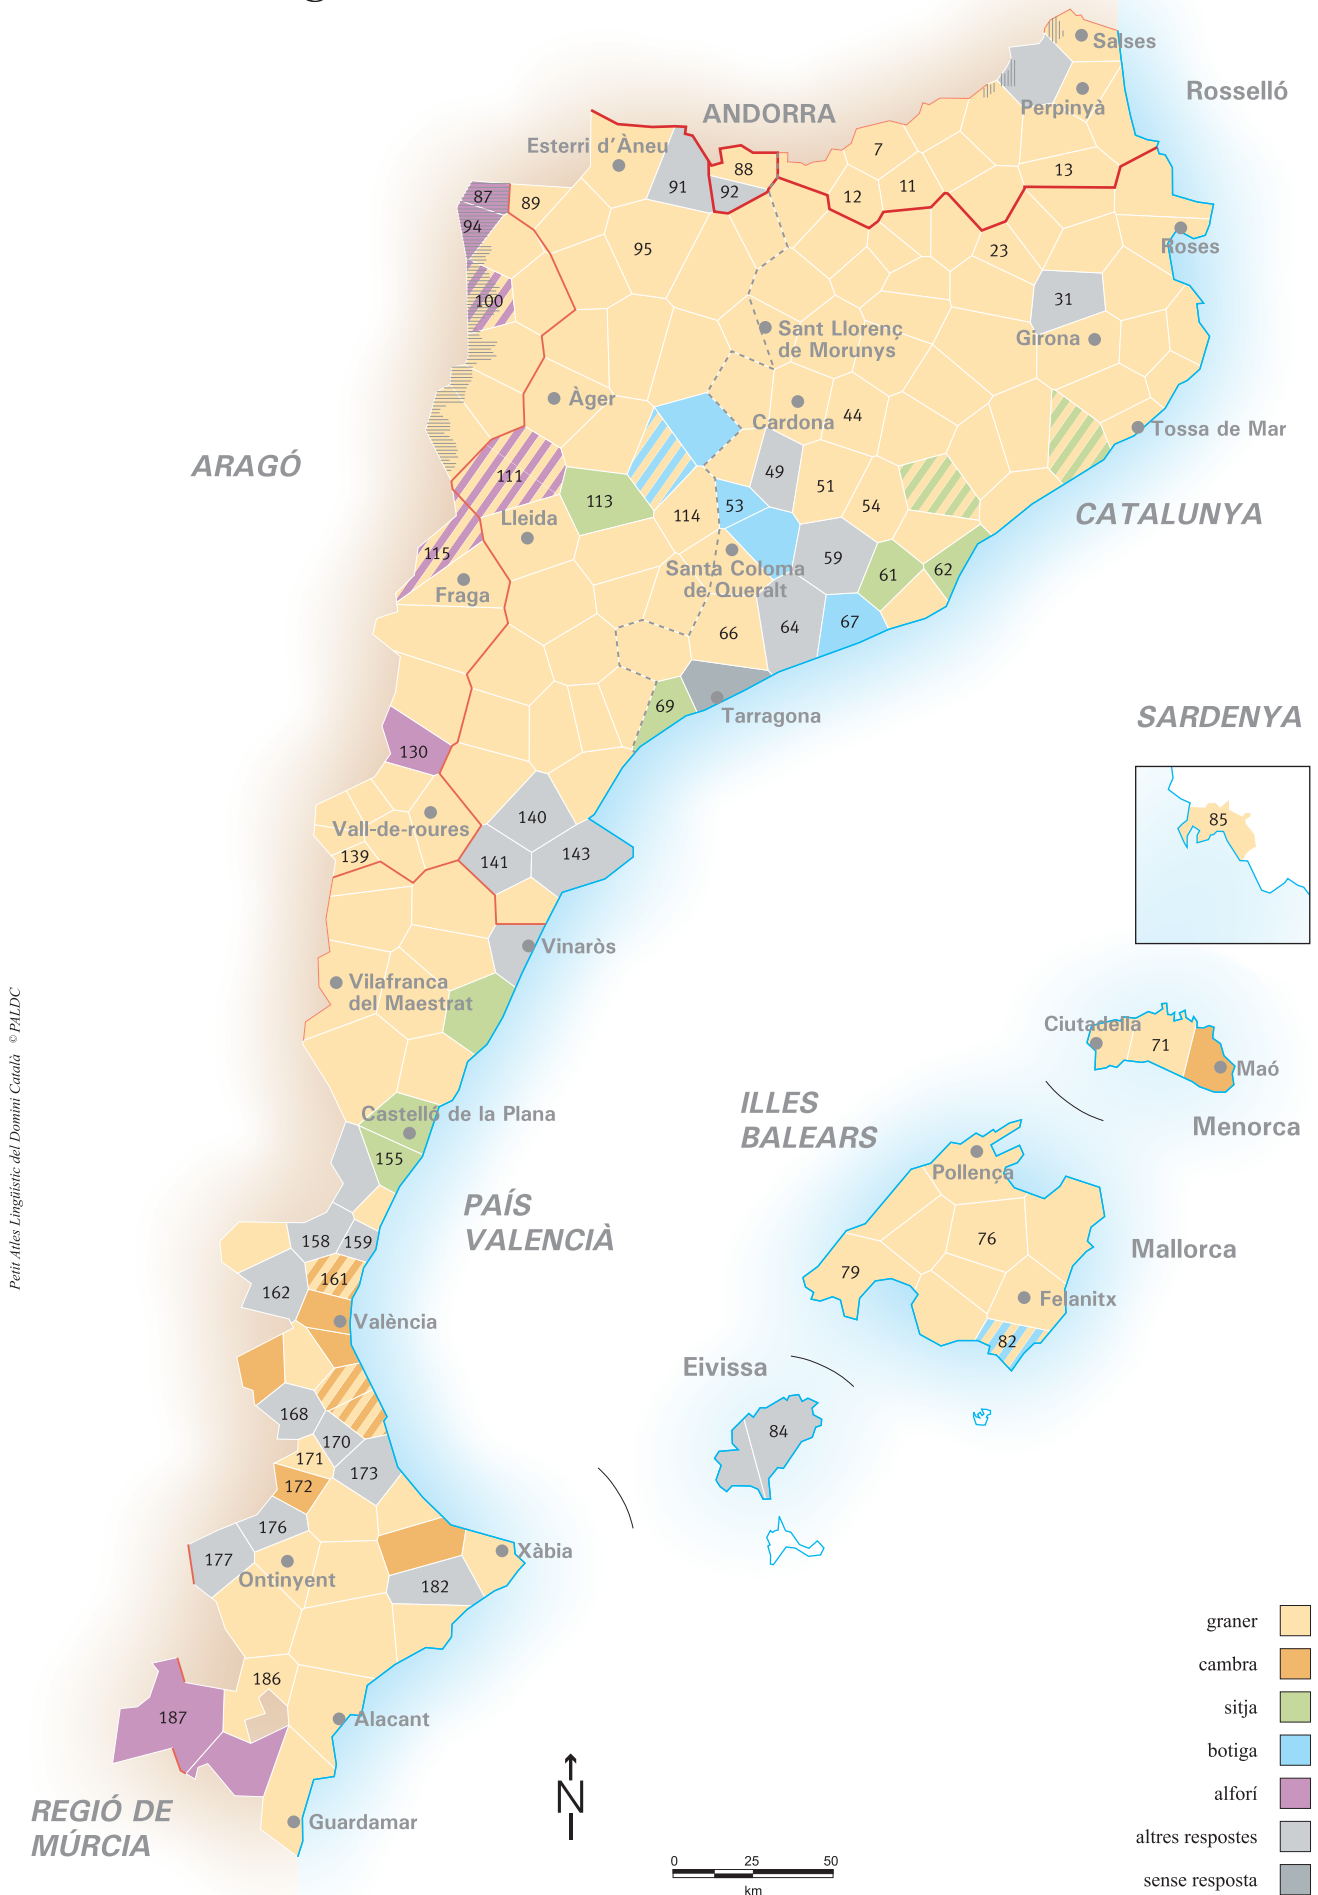 Salses
Rosselló
Perpinyà
ANDORRA
Esterri d'Àneu
7
88
13
91
92
12
11
87
89
94
Roses
95
23
100
31
Sant Llorenç
de Morunys
Girona
Àger
Cardona
44
Tossa de Mar
ARAGÓ
49
111
51
113
53
54
CATALUNYA
114
Lleida
115
59
Santa Coloma
de Queralt
61
62
Fraga
66
64
67
69
Tarragona
SARDENYA
130
85
140
Vall-de-roures
139
141
143
Vinaròs
Vilafranca
del Maestrat
Ciutadella
71
Maó
ILLES
BALEARS
Castelló de la Plana
Menorca
155
Pollença
PAÍS
VALENCIÀ
158
159
76
Mallorca
161
79
162
Felanitx
València
82
Eivissa
168
84
170
171
173
172
176
177
Xàbia
Ontinyent
182
186
187
Alacant
Guardamar
REGIÓ DE
MÚRCIA
N
0 25 50
km
graner
cambra
sitja
botiga
alforí
altres respostes
sense resposta
Petit Atles Lingüístic del Domini Català © PALDC